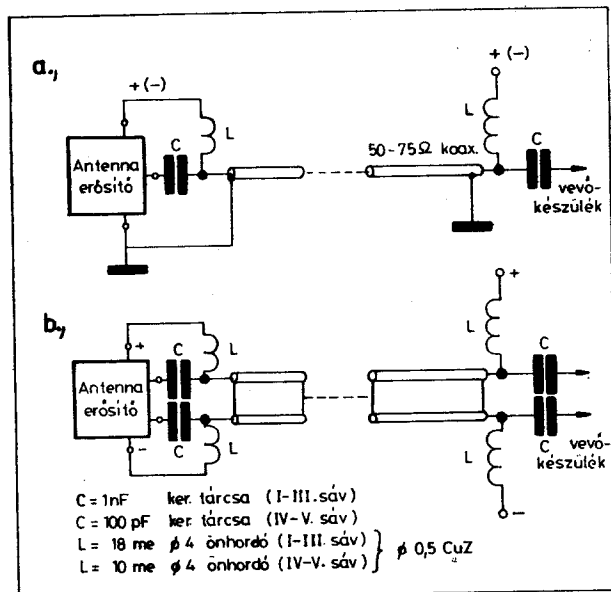 a.,
+ (-)
L
C
Antenna
erősítő
50-75Ω koax.
+ (-)
L
C
vevő-
készülék
b.,
+
C
L
Antenna
erősítő
-
C
L
+
L
C
C
vevő-
készülék
L
-
C = 1nF ker. tárcsa (I-III. sáv)
C = 100 pF ker. tárcsa (IV-V. sáv)
L = 18 me ø 4 önhordó (I-III. sáv)
L = 10 me ø 4 önhordó (IV-V. sáv)
} ø 0,5 CuZ